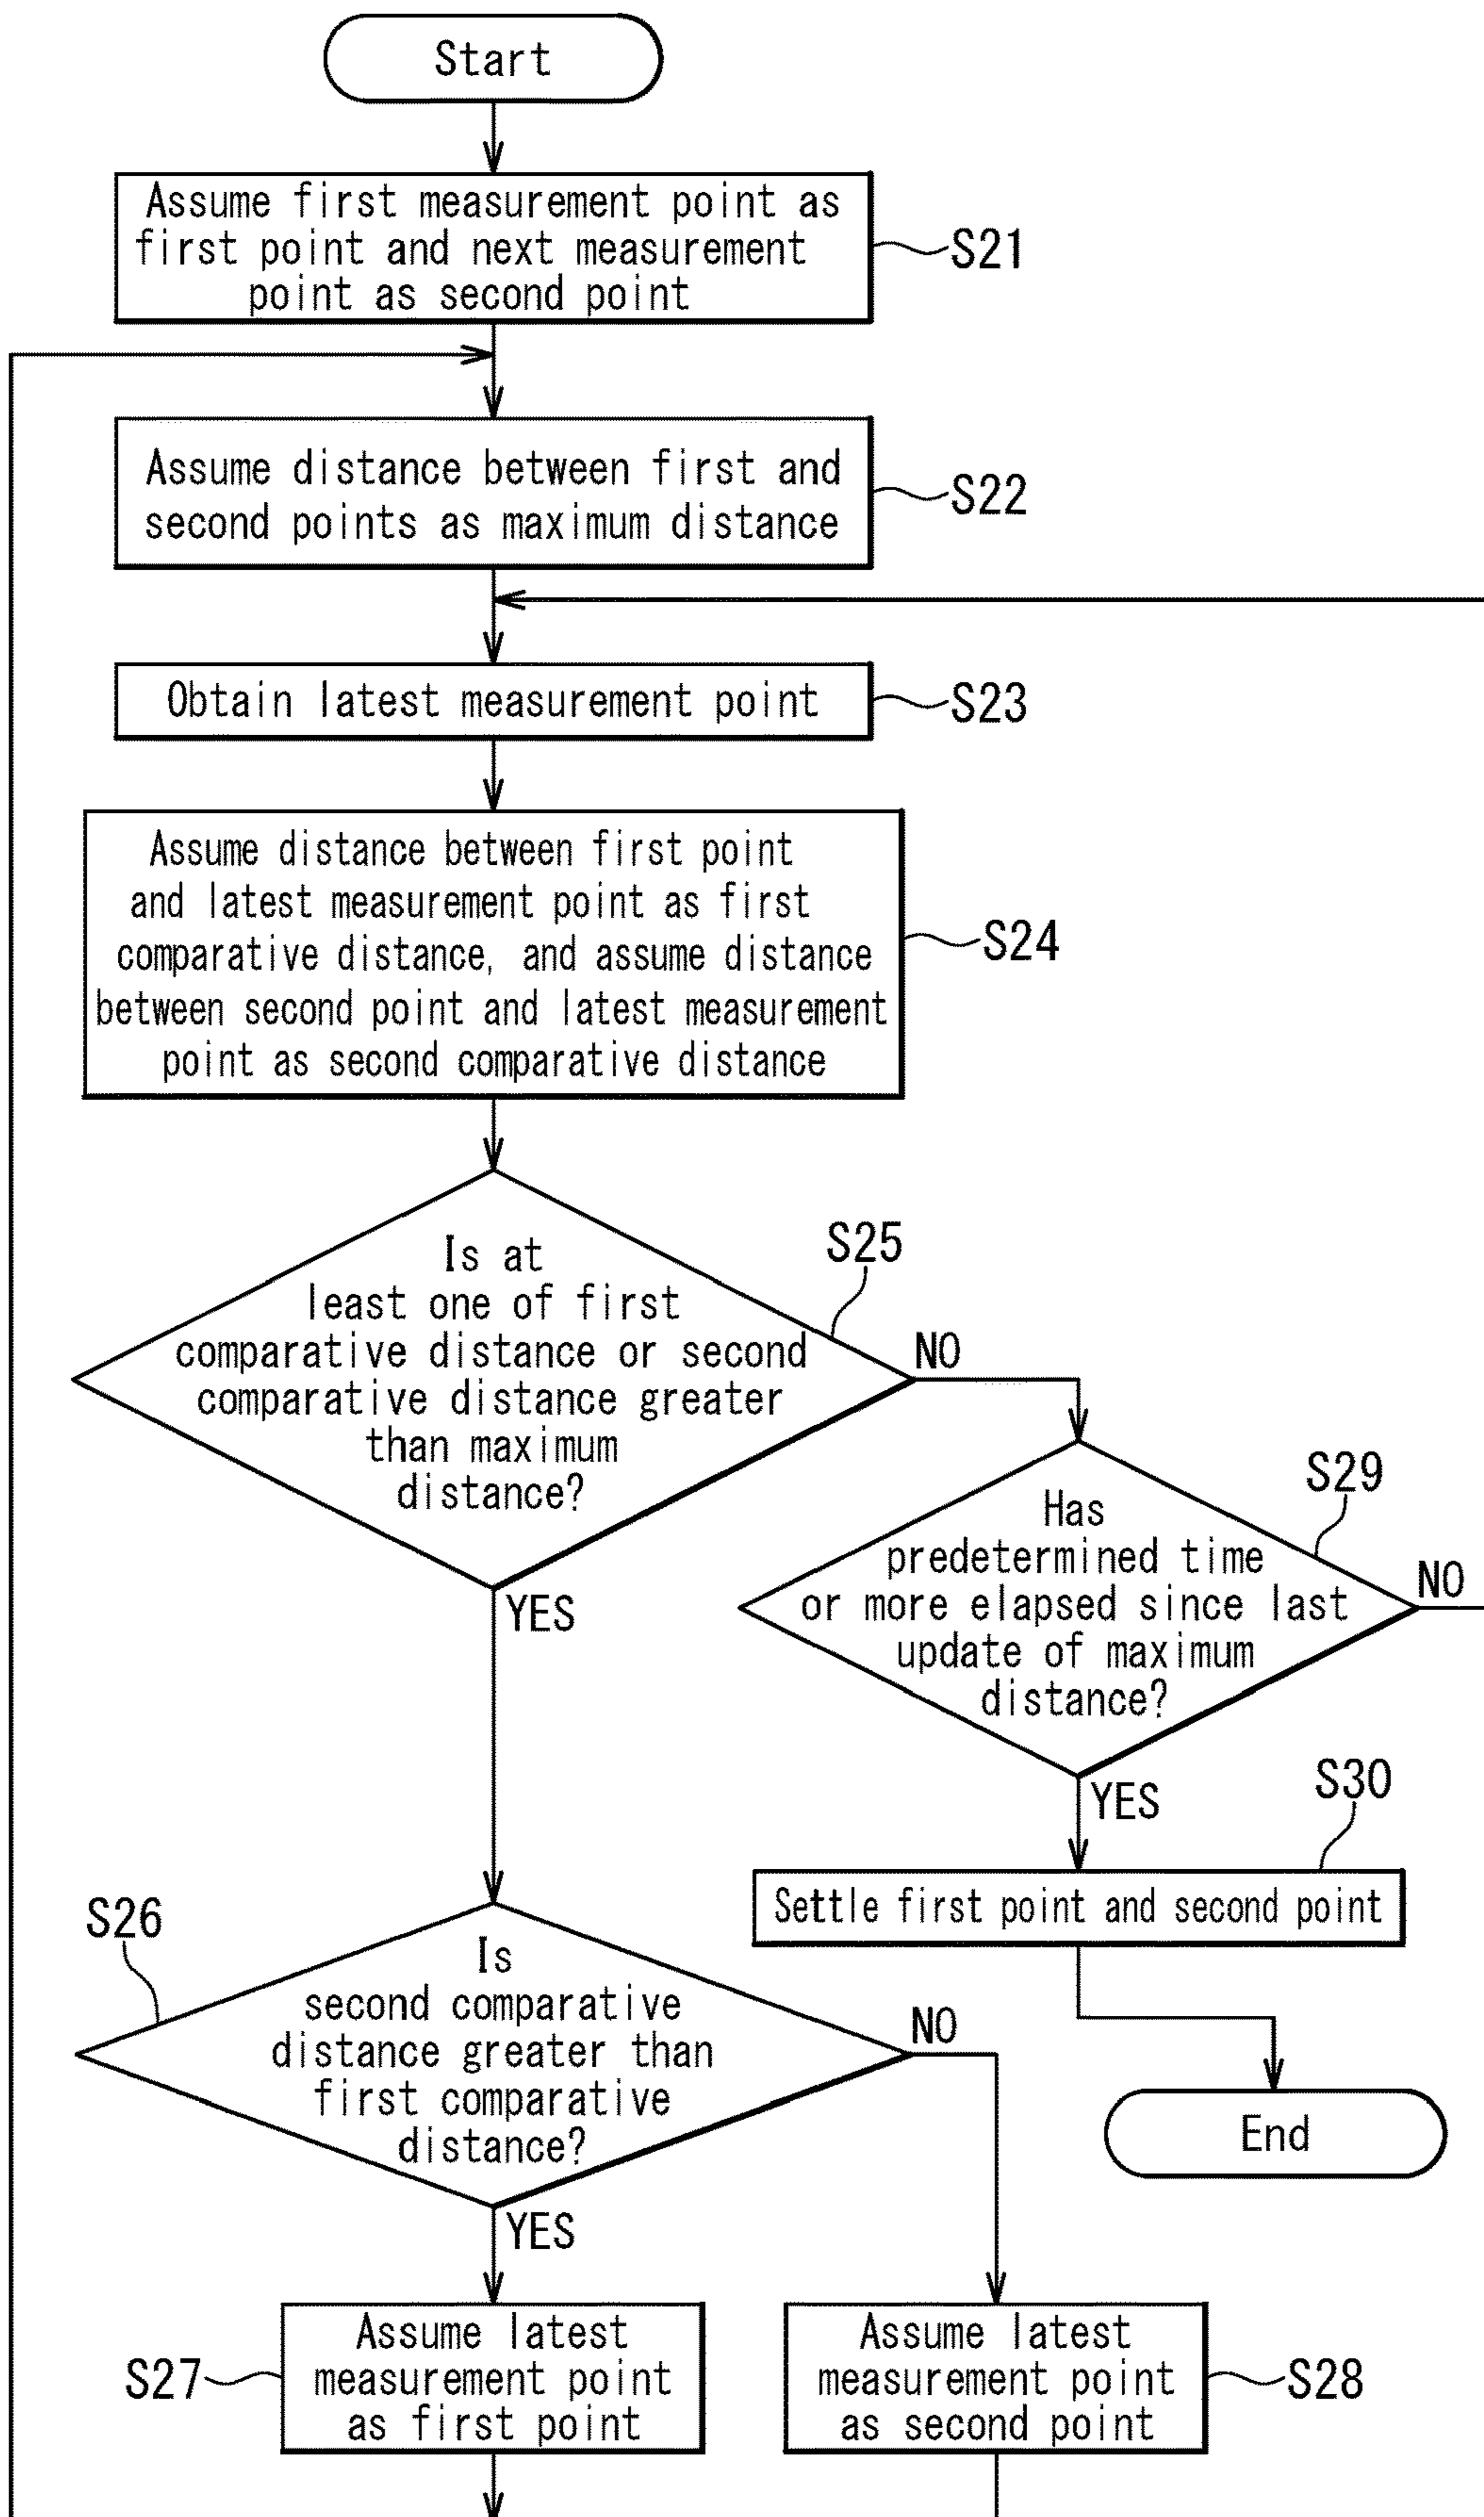 Start
Assume first measurement point as
first point and next measurement
point as second point
S21
Assume distance between first and
second points as maximum distance
S22
Obtain latest measurement point
S23
Assume distance between first point
and latest measurement point as first
comparative distance, and assume distance
between second point and latest measurement
point as second comparative distance
S24
Is at
least one of first
comparative distance or second
comparative distance greater
than maximum
distance?
S25
NO
YES
Has
predetermined time
or more elapsed since last
update of maximum
distance?
S29
NO
YES
S30
Settle first point and second point
End
S26
Is
second comparative
distance greater than
first comparative
distance?
NO
YES
Assume latest
measurement point
as first point
S27
Assume latest
measurement point
as second point
S28